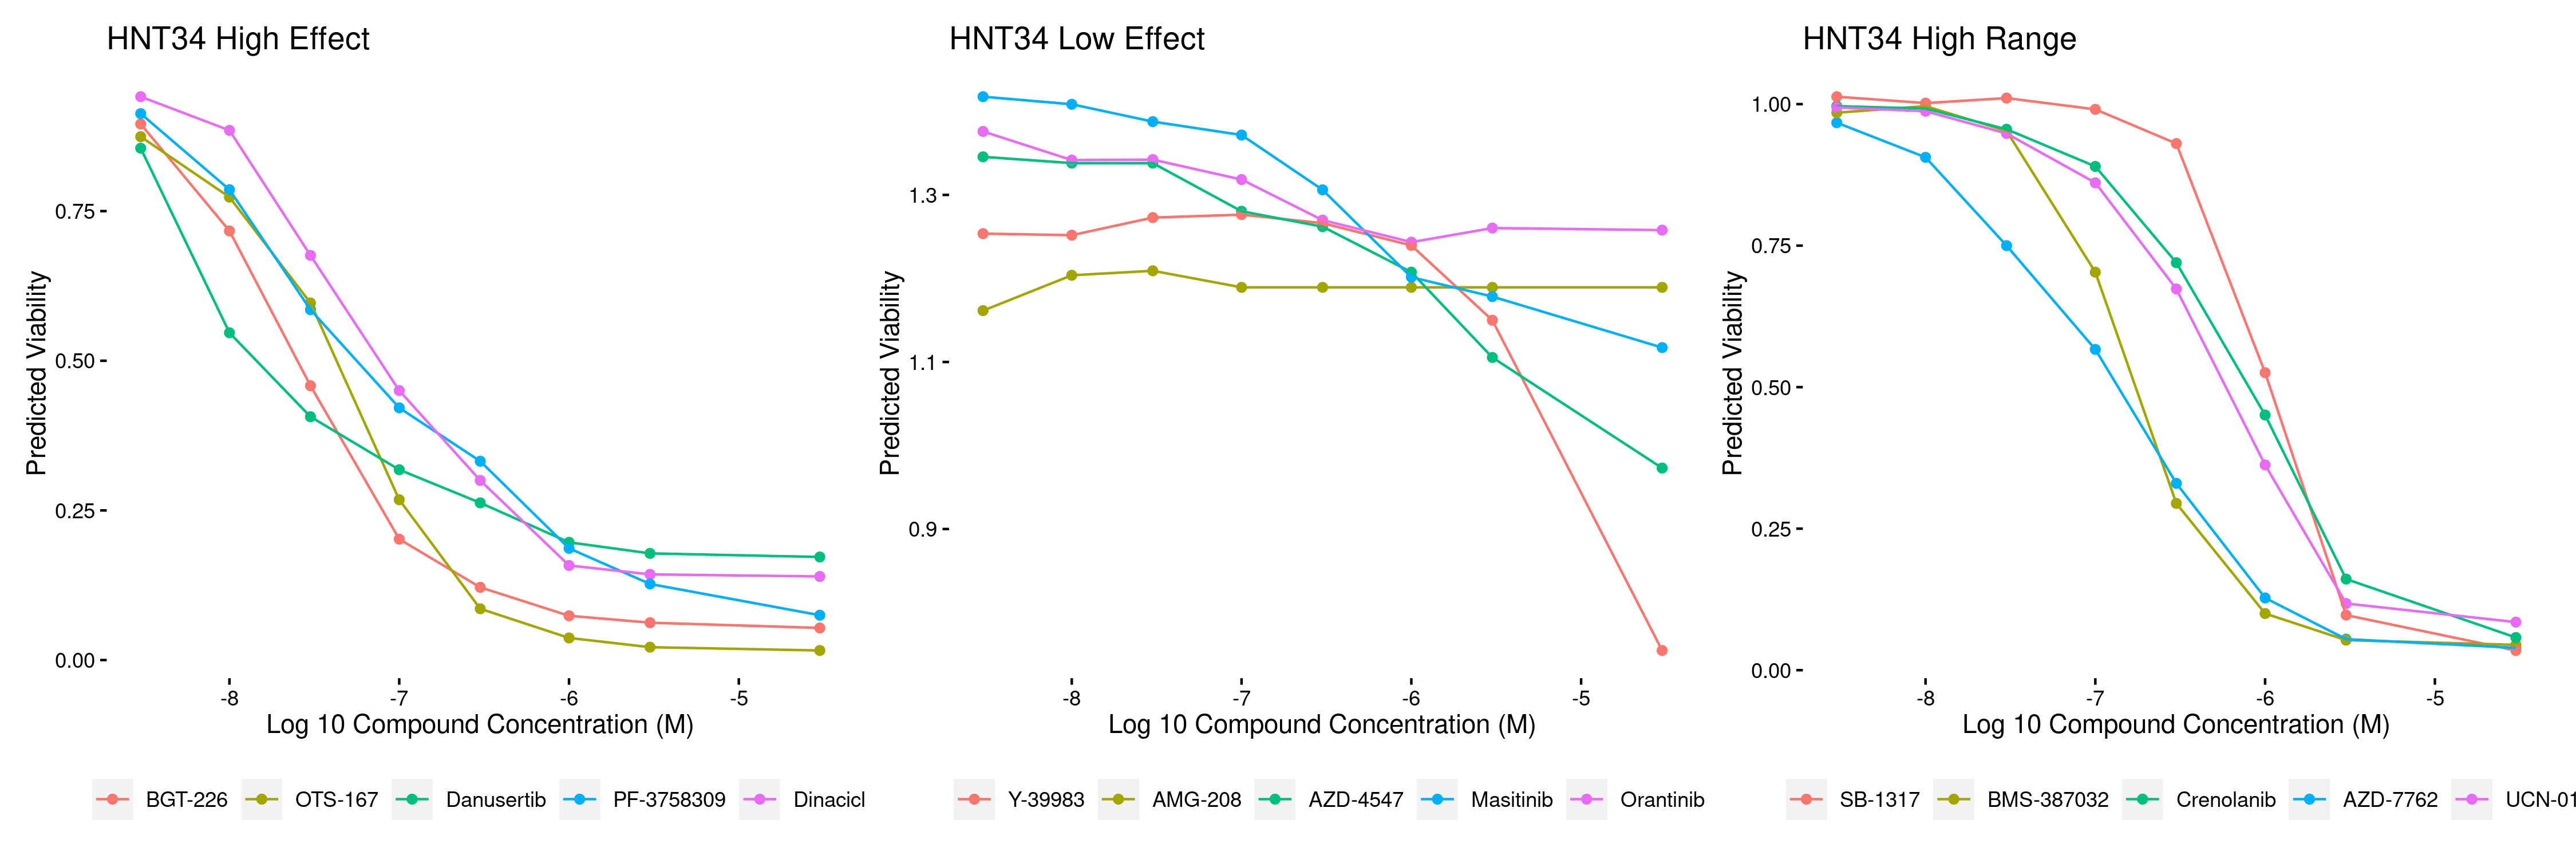 HNT34 High Effect
Predicted Viability
0.75
0.50
0.25
0.00
-8 -7 -6 -5
Log 10 Compound Concentration (M)
BGT-226 OTS-167 Danusertib PF-3758309 Dinacicl
HNT34 Low Effect
Predicted Viability
1.3
1.1
0.9
-8 -7 -6 -5
Log 10 Compound Concentration (M)
Y-39983 AMG-208 AZD-4547 Masitinib Orantinib
HNT34 High Range
Predicted Viability
1.00
0.75
0.50
0.25
0.00
-8 -7 -6 -5
Log 10 Compound Concentration (M)
SB-1317 BMS-387032 Crenolanib AZD-7762 UCN-01